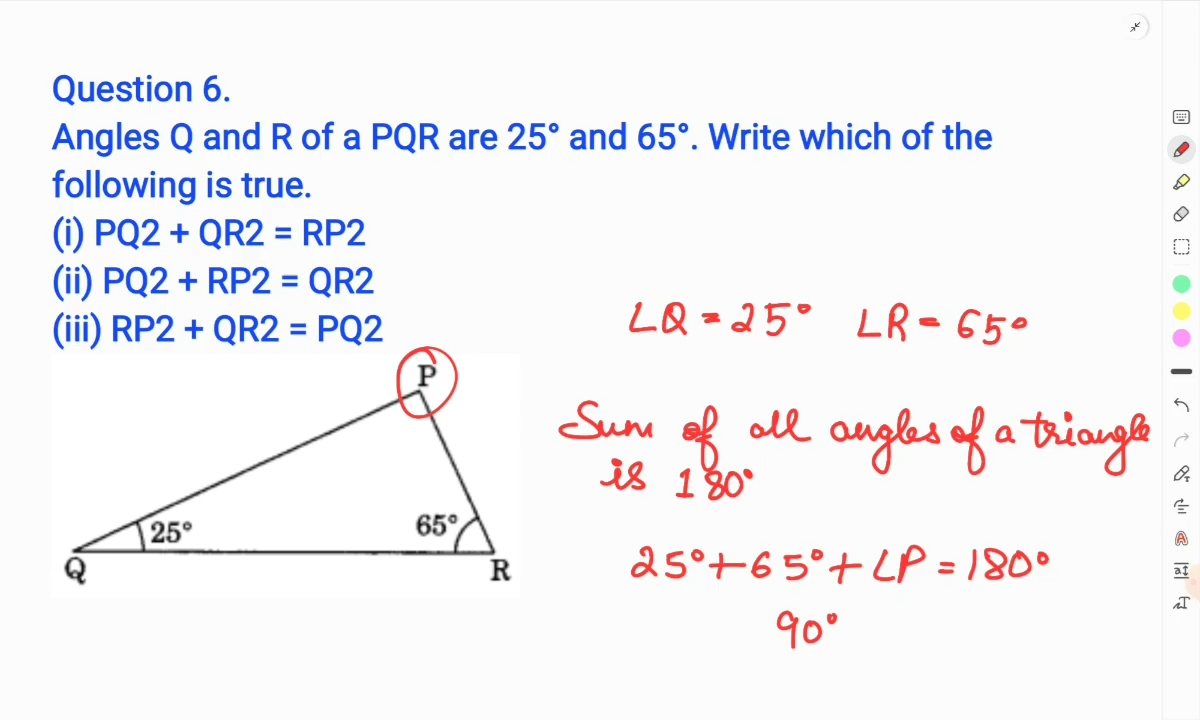 Question 6.
Angles Q and R of a PQR are 25° and 65°. Write which of the
following is true.
(i) PQ2 + QR2 = RP2
(ii) PQ2 + RP2 = QR2
(iii) RP2 + QR2 = PQ2
∠Q = 25° ∠R = 65°
P
Sum of all angles of a triangle
is 180°
25° 65°
Q R
25° + 65° + ∠P = 180°
90°